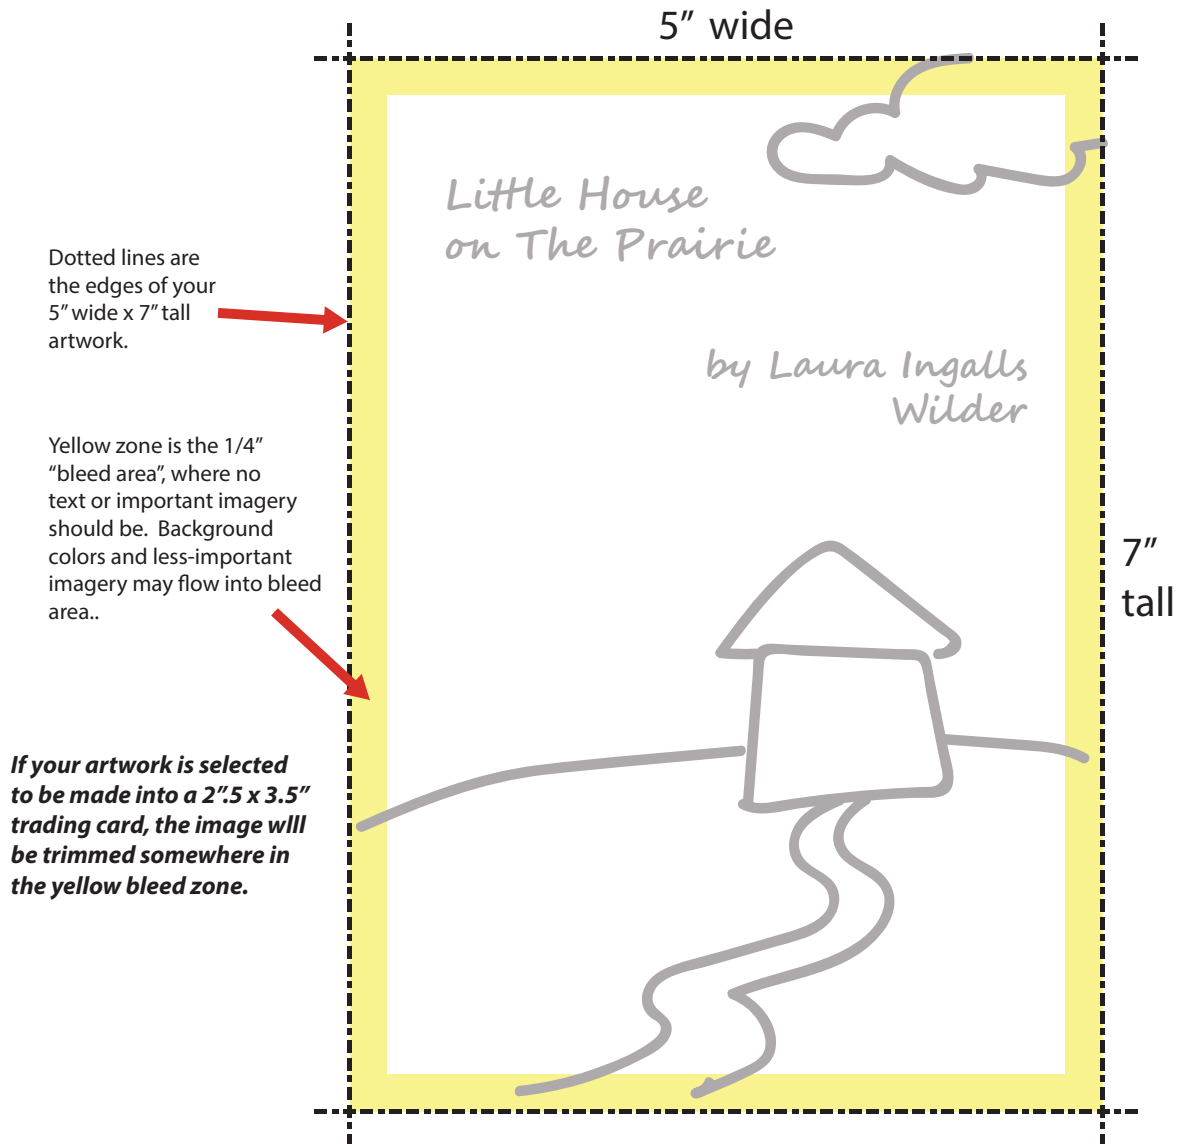 5” wide
Little House
on The Prairie
by Laura Ingalls
Wilder
Dotted lines are
the edges of your
5” wide x 7” tall
artwork.
Yellow zone is the 1/4”
“bleed area”, where no
text or important imagery
should be.  Background
colors and less-important
imagery may flow into bleed
area..
7”
tall
If your artwork is selected
to be made into a 2”.5 x 3.5”
trading card, the image wlll
be trimmed somewhere in
the yellow bleed zone.